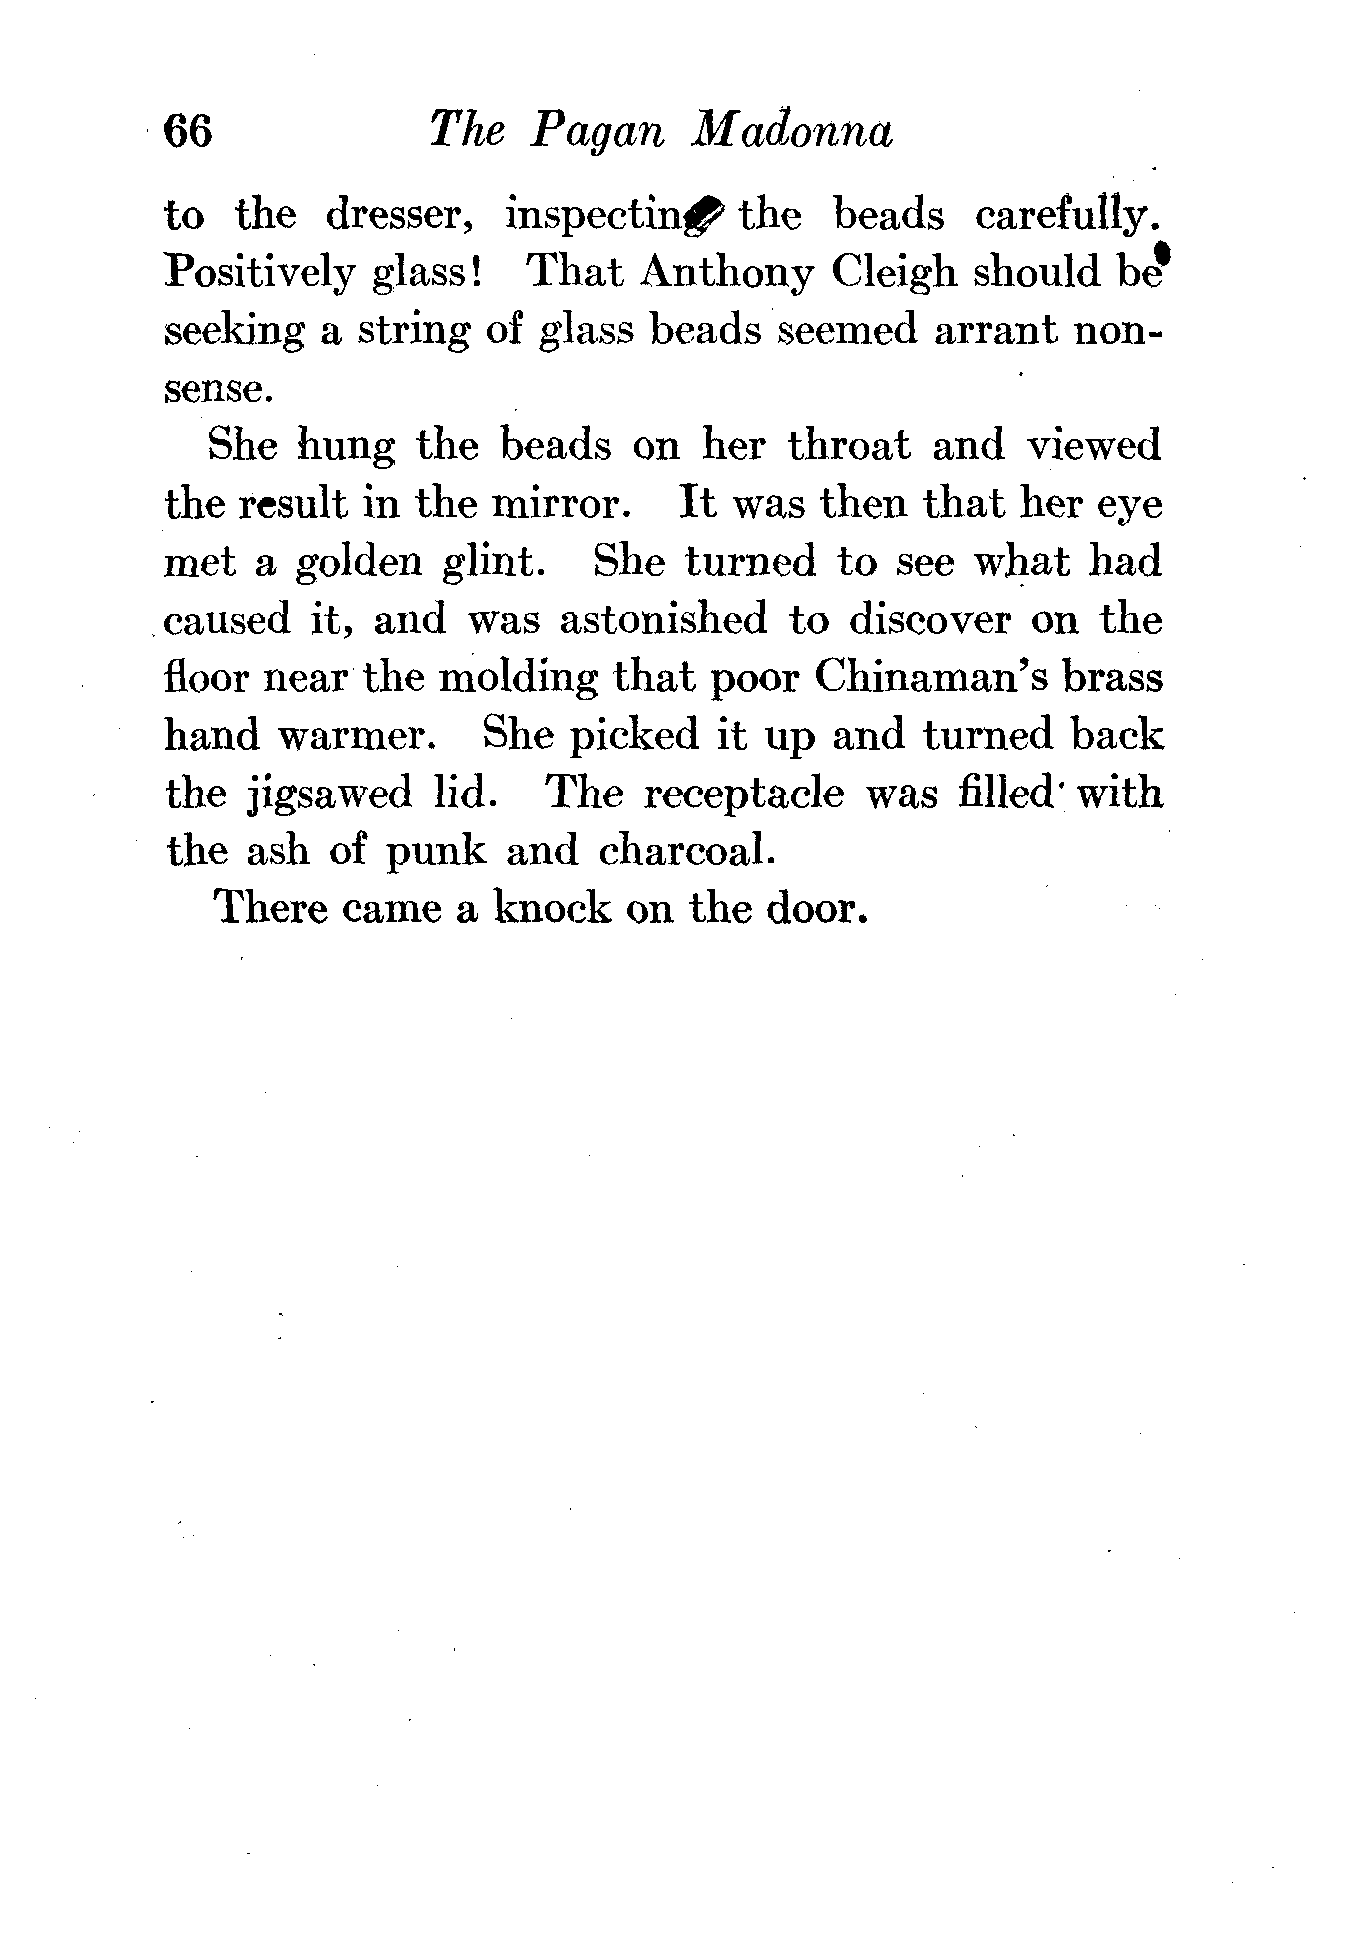 66 The Pagan Madonna
to the dresser, inspecting the beads carefully.
Positively glass! That Anthony Cleigh should be
seeking a string of glass beads seemed arrant non-
sense.
She hung the beads on her throat and viewed
the result in the mirror. It was then that her eye
met a golden glint. She turned to see what had
caused it, and was astonished to discover on the
floor near the molding that poor Chinaman's brass
hand warmer. She picked it up and turned back
the jigsawed lid. The receptacle was filled with
the ash of punk and charcoal.
There came a knock on the door.